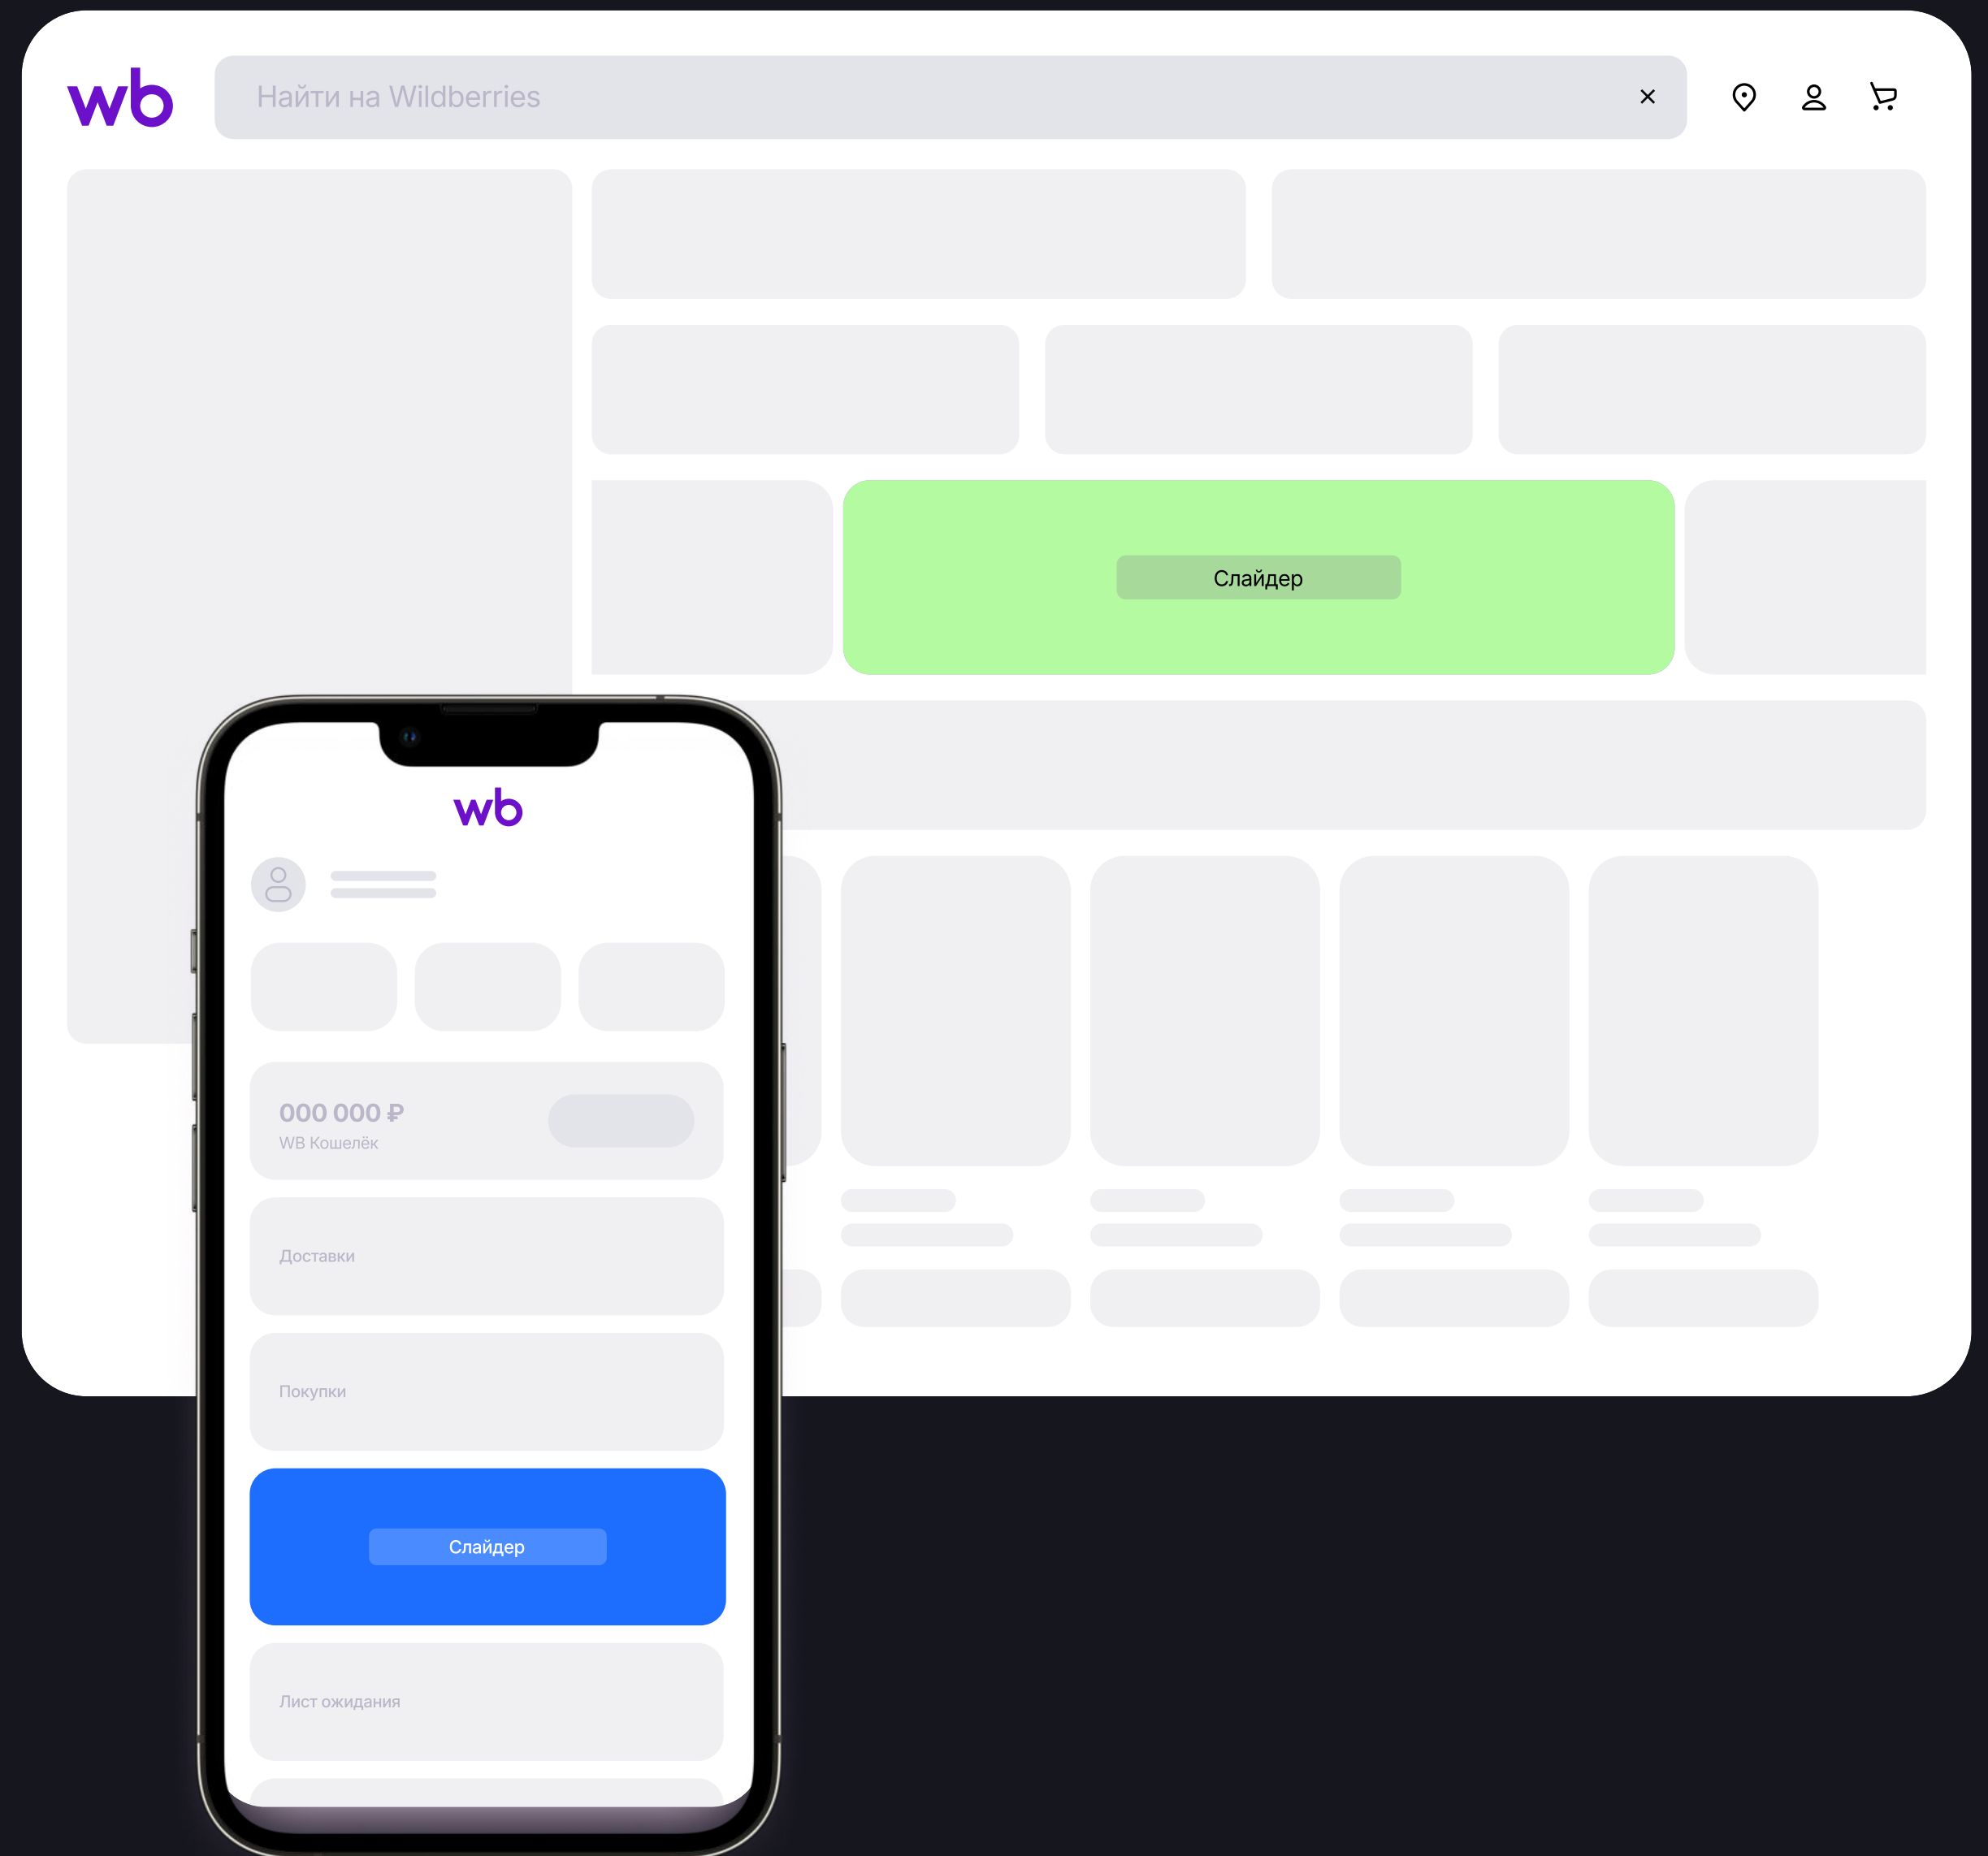 wb
Найти на Wildberries
Слайдер
wb
000 000 ₽
WB Кошелёк
Доставки
Покупки
Слайдер
Лист ожидания